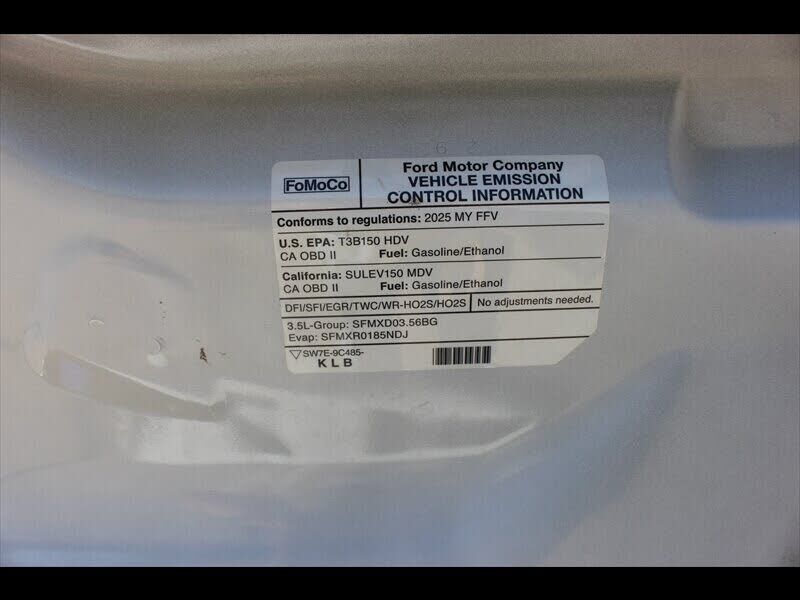 FoMoCo
Ford Motor Company
VEHICLE EMISSION
CONTROL INFORMATION
Conforms to regulations: 2025 MY FFV
U.S. EPA: T3B150 HDV
CA OBD II Fuel: Gasoline/Ethanol
California: SULEV150 MDV
CA OBD II Fuel: Gasoline/Ethanol
DFI/SFI/EGR/TWC/WR-HO2S/HO2S No adjustments needed.
3.5L-Group: SFMXD03.56BG
Evap: SFMXR0185NDJ
▽SW7E-9C485-
K L B